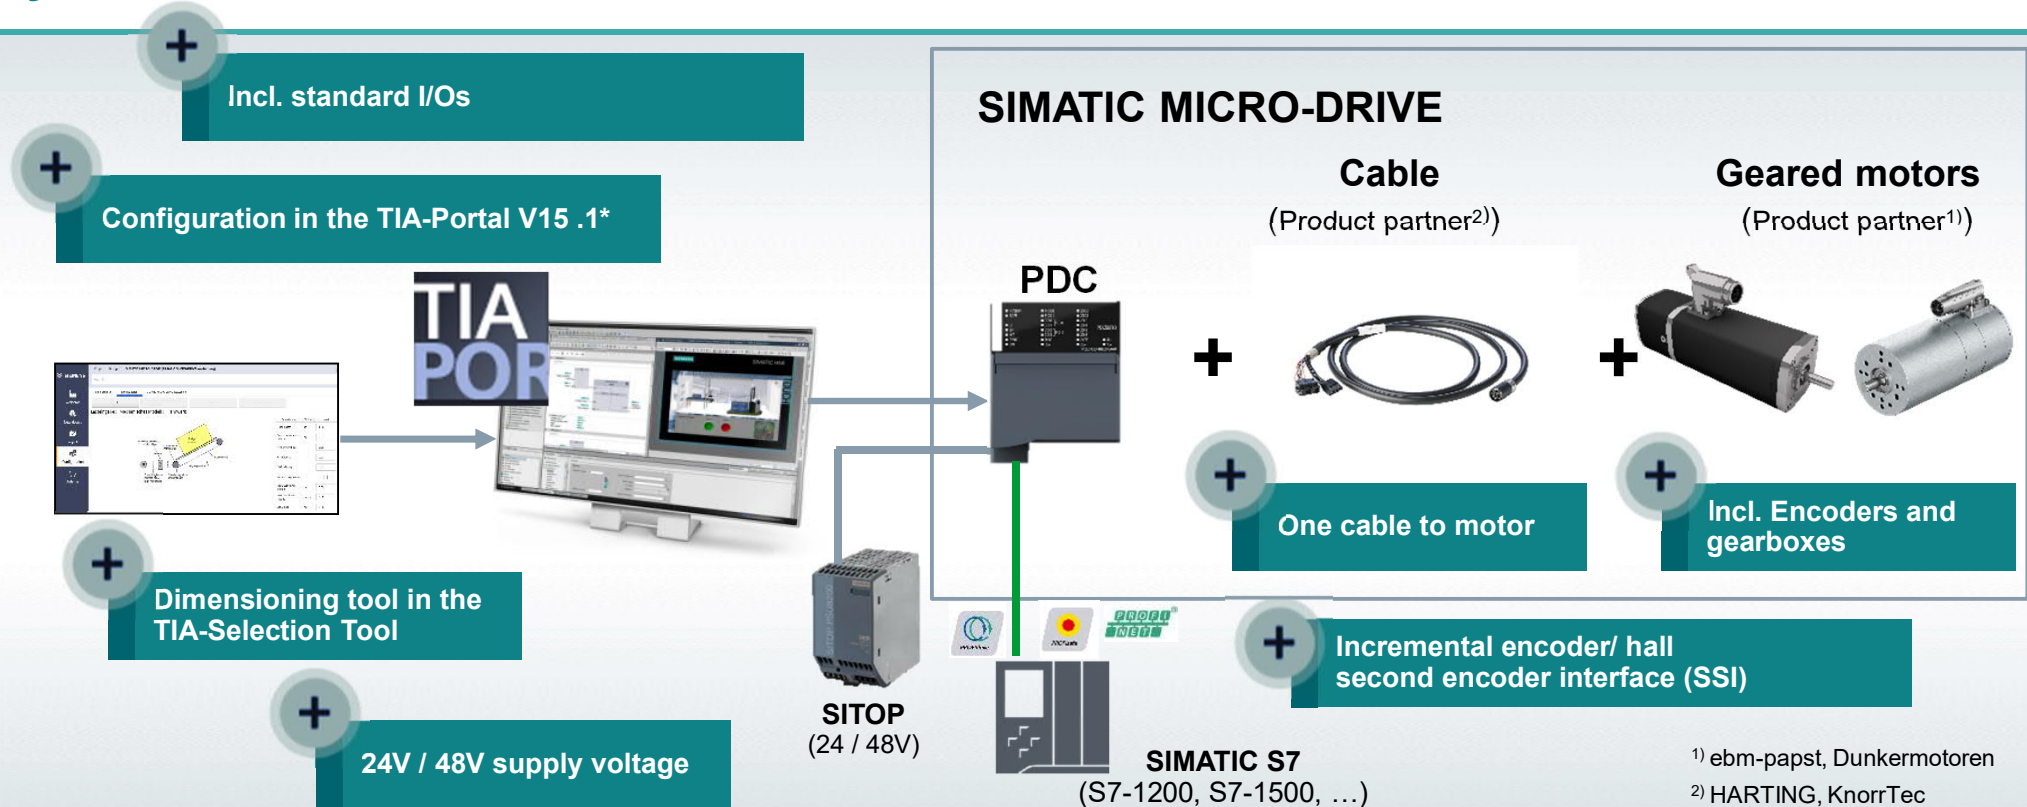 Incl. standard I/Os
SIMATIC MICRO-DRIVE
Configuration in the TIA-Portal V15 .1*
Cable
(Product partner2))
Geared motors
(Product partner1))
PDC
TIA
POR
+
+
One cable to motor
Incl. Encoders and
gearboxes
Dimensioning tool in the
TIA-Selection Tool
PROFI
NET
Incremental encoder/ hall
second encoder interface (SSI)
SITOP
(24 / 48V)
24V / 48V supply voltage
SIMATIC S7
(S7-1200, S7-1500, …)
1) ebm-papst, Dunkermotoren
2) HARTING, KnorrTec